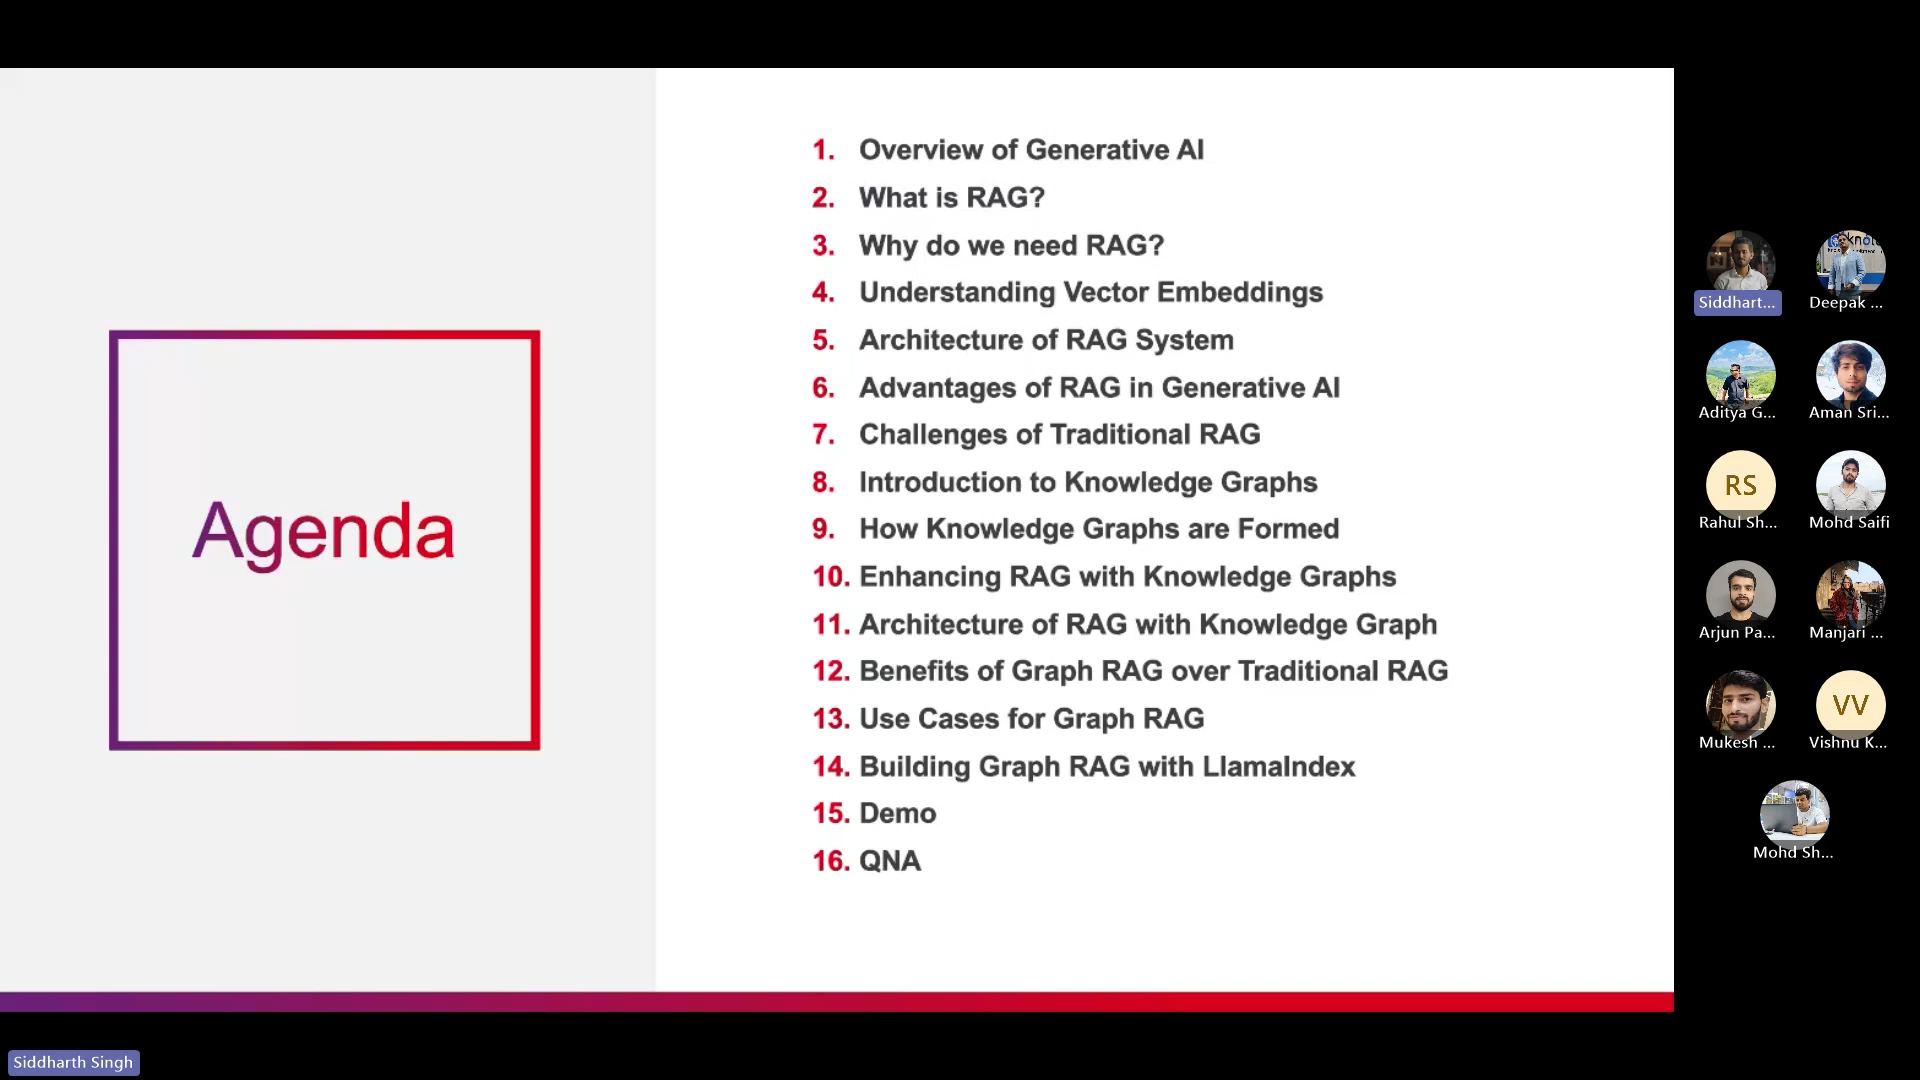 Agenda
1. Overview of Generative AI
2. What is RAG?
3. Why do we need RAG?
4. Understanding Vector Embeddings
5. Architecture of RAG System
6. Advantages of RAG in Generative AI
7. Challenges of Traditional RAG
8. Introduction to Knowledge Graphs
9. How Knowledge Graphs are Formed
10. Enhancing RAG with Knowledge Graphs
11. Architecture of RAG with Knowledge Graph
12. Benefits of Graph RAG over Traditional RAG
13. Use Cases for Graph RAG
14. Building Graph RAG with LlamaIndex
15. Demo
16. QNA
Siddhart...
Deepak ...
Aditya G...
Aman Sri...
RS
Rahul Sh...
Mohd Saifi
Arjun Pa...
Manjari ...
Mukesh ...
VV
Vishnu K...
Mohd Sh...
Siddharth Singh